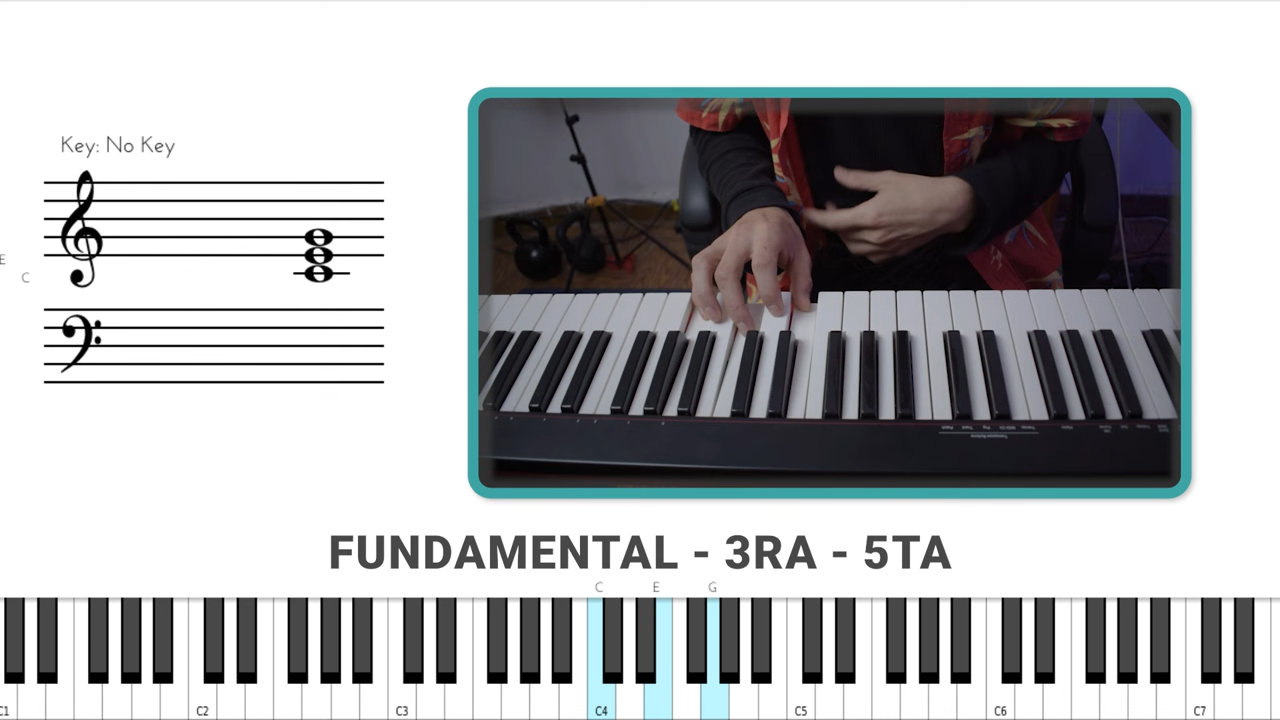 Key: No Key
E
C
FUNDAMENTAL - 3RA - 5TA
C E G
C1 C2 C3 C4 C5 C6 C7